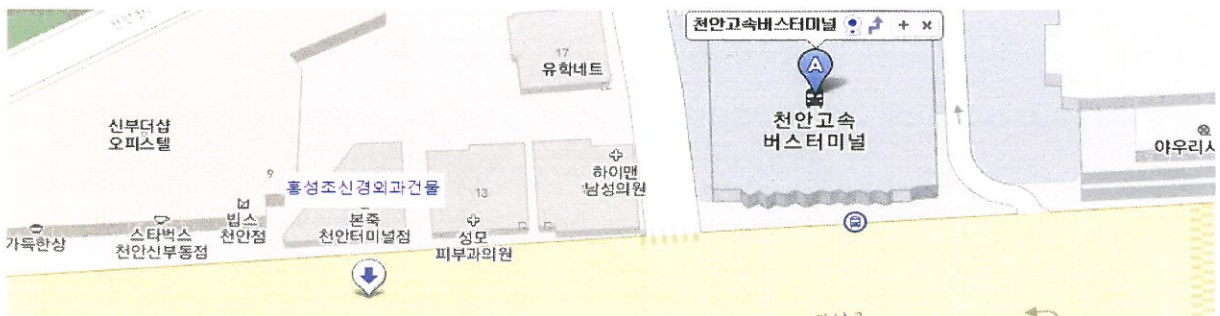 천안고속버스터미널
17
유학네트
천안고속
버스터미널
신부더샵
오피스텔
야우리시
하이맨
남성의원
9
홍성조신경외과건물
13
빕스
천안점
본죽
천안터미널점
성모
피부과의원
가득한상
스타벅스
천안신부동점
A